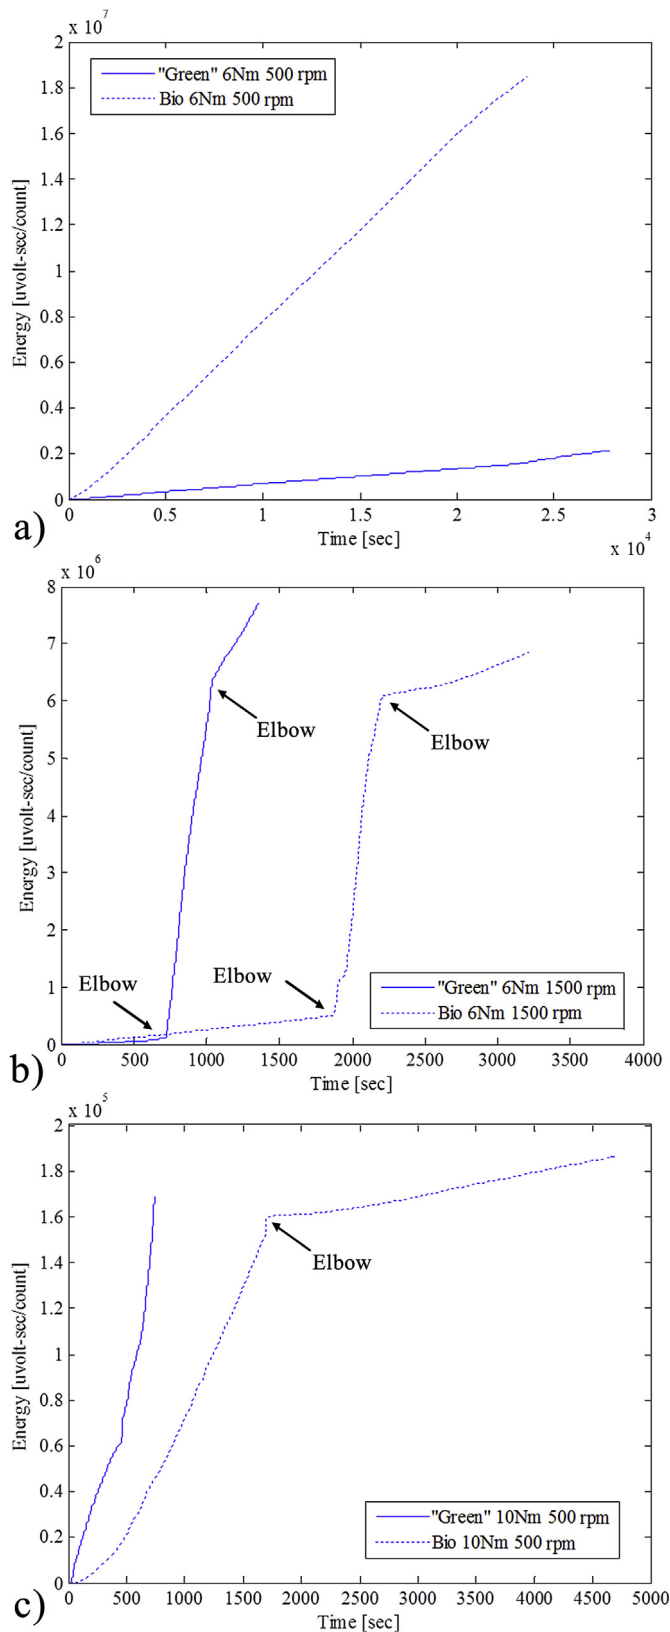 x 10^7
2
1.8
1.6
1.4
1.2
1
0.8
0.6
0.4
0.2
0
Energy [uvolt-sec/count]
"Green" 6Nm 500 rpm
Bio 6Nm 500 rpm
0 0.5 1 1.5 2 2.5 3
Time [sec]
x 10^4
a)
x 10^6
8
7
6
5
4
3
2
1
0
Energy [uvolt-sec/count]
Elbow
Elbow
Elbow
Elbow
"Green" 6Nm 1500 rpm
Bio 6Nm 1500 rpm
0 500 1000 1500 2000 2500 3000 3500 4000
Time [sec]
b)
x 10^5
2
1.8
1.6
1.4
1.2
1
0.8
0.6
0.4
0.2
0
Energy [uvolt-sec/count]
Elbow
"Green" 10Nm 500 rpm
Bio 10Nm 500 rpm
0 500 1000 1500 2000 2500 3000 3500 4000 4500 5000
Time [sec]
c)